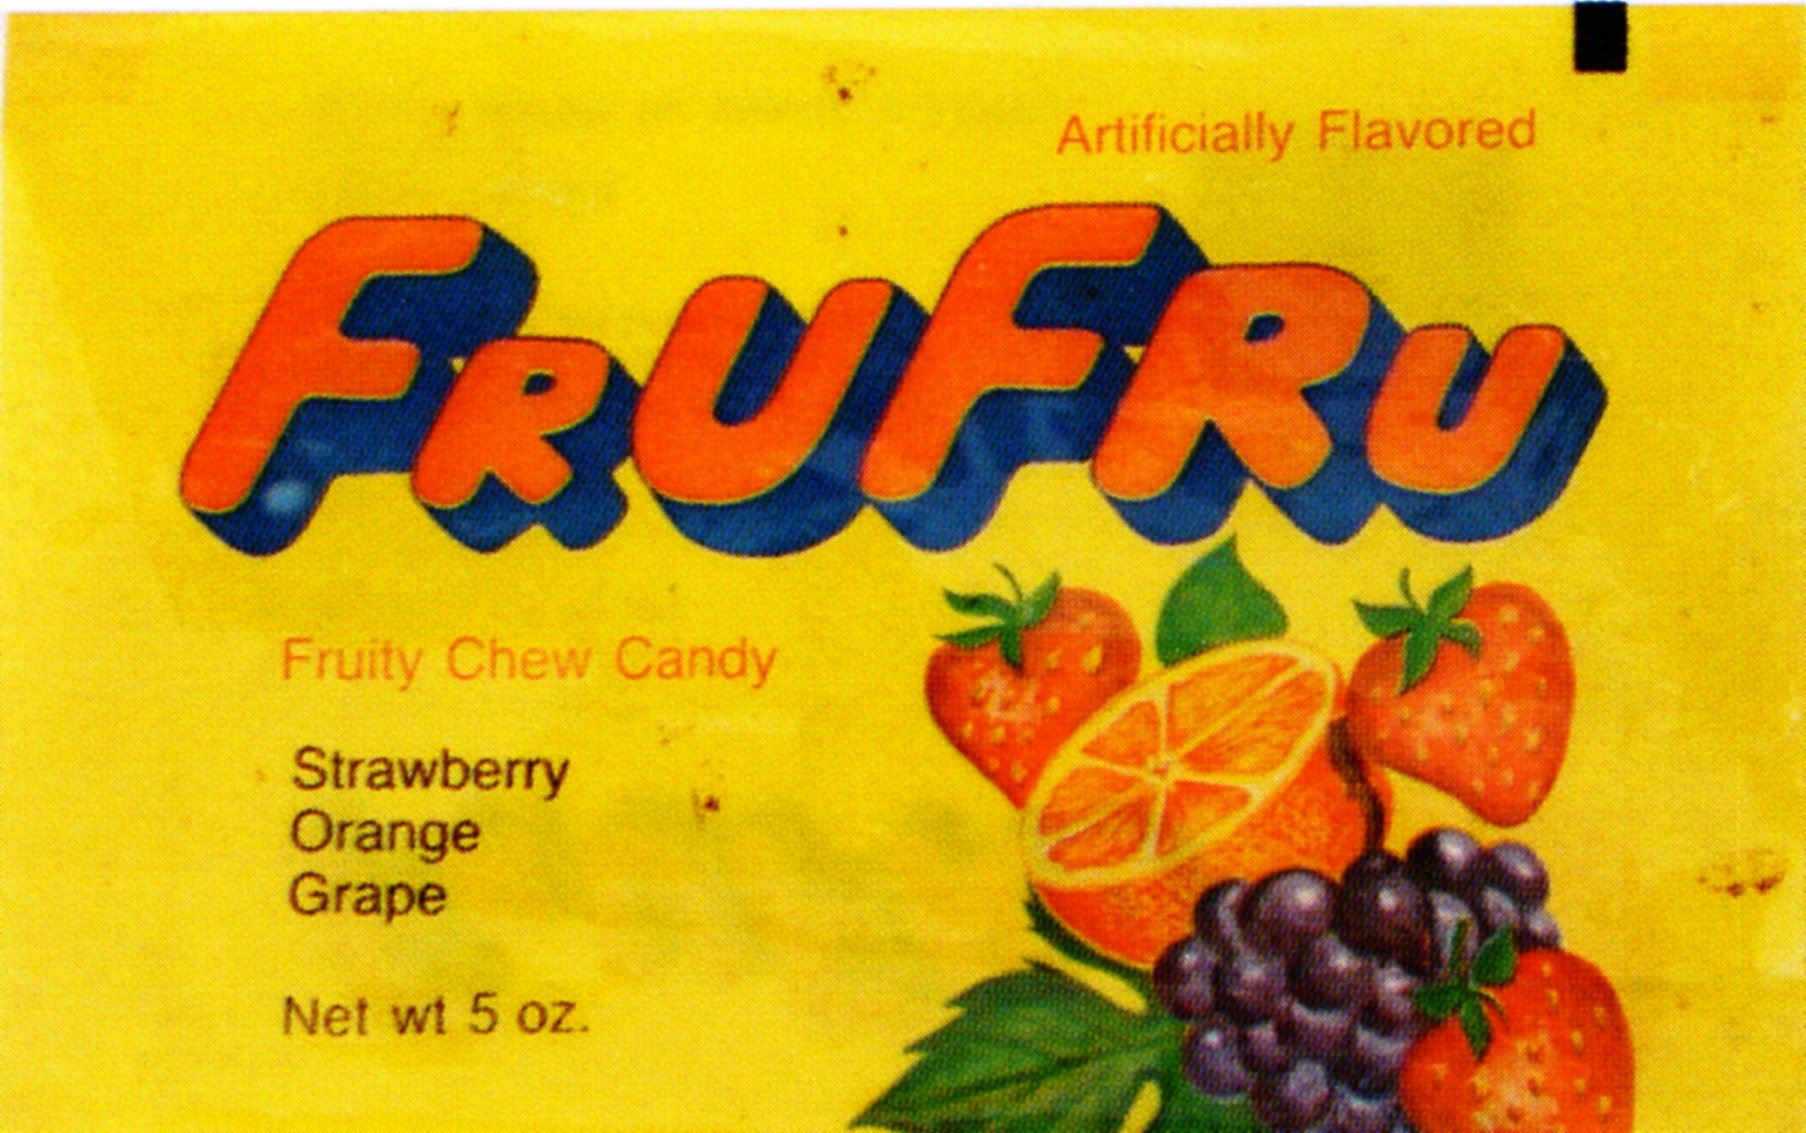 Artificially Flavored
FRUFRU
Fruity Chew Candy
Strawberry
Orange
Grape
Net wt 5 oz.